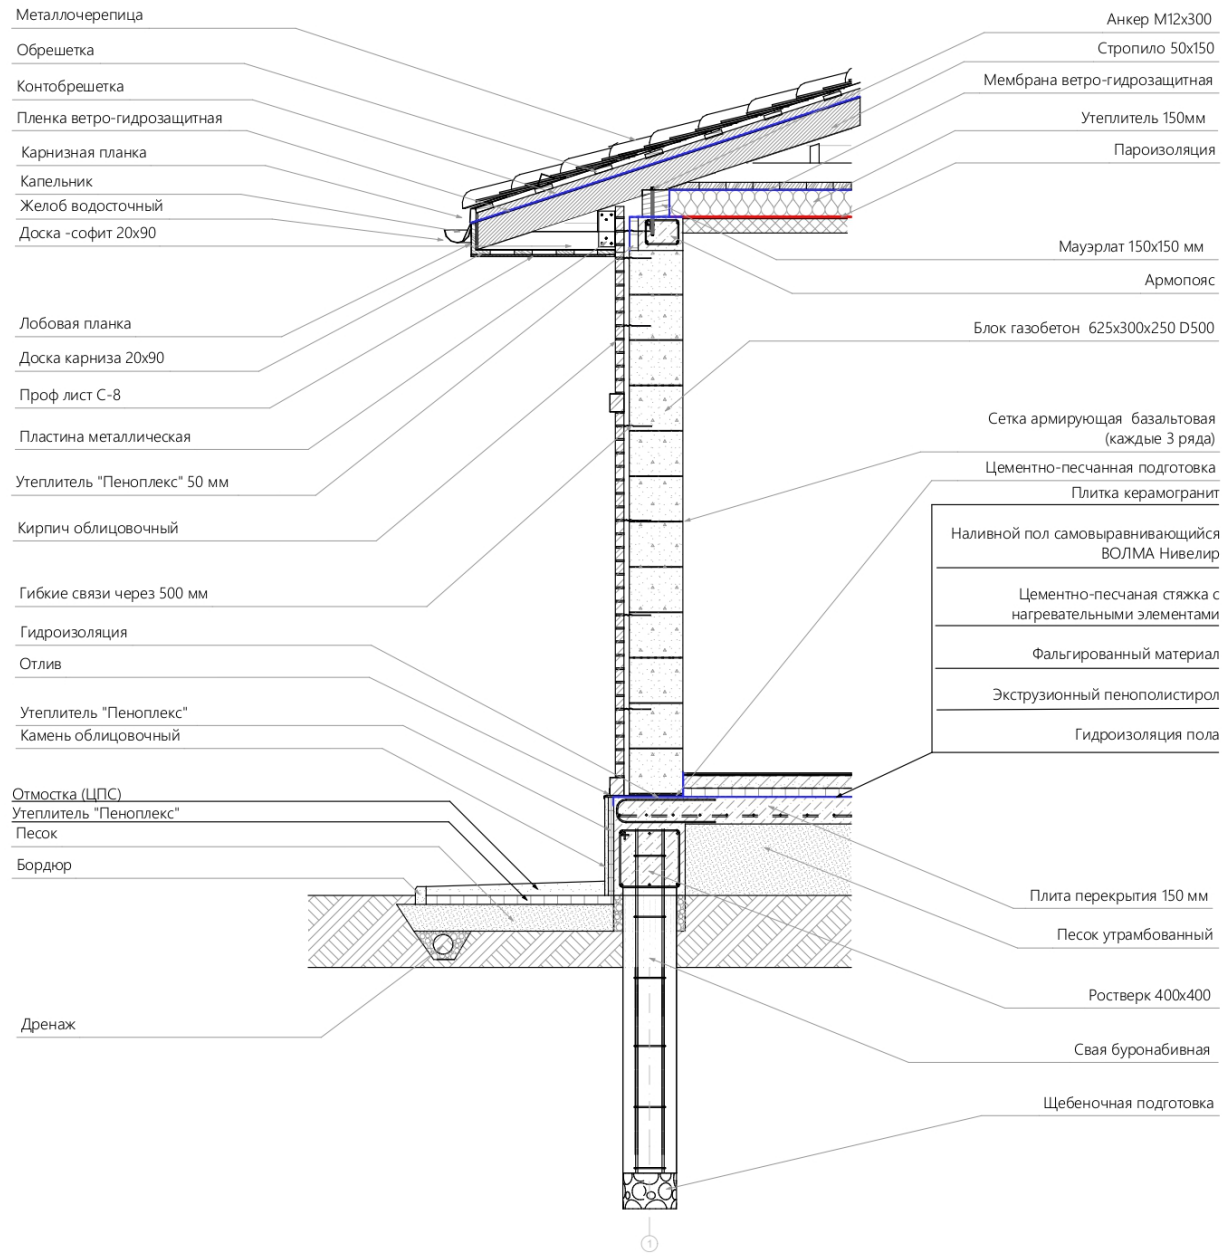 Металлочерепица
Обрешетка
Контобрешетка
Пленка ветро-гидрозащитная
Карнизная планка
Капельник
Желоб водосточный
Доска -софит 20х90
Лобовая планка
Доска карниза 20х90
Проф лист С-8
Пластина металлическая
Утеплитель "Пеноплекс" 50 мм
Кирпич облицовочный
Гибкие связи через 500 мм
Гидроизоляция
Отлив
Утеплитель "Пеноплекс"
Камень облицовочный
Отмостка (ЦПС)
Утеплитель "Пеноплекс"
Песок
Бордюр
Дренаж
Анкер М12х300
Стропило 50х150
Мембрана ветро-гидрозащитная
Утеплитель 150мм
Пароизоляция
Мауэрлат 150х150 мм
Армопояс
Блок газобетон 625х300х250 D500
Сетка армирующая базальтовая
(каждые 3 ряда)
Цементно-песчанная подготовка
Плитка керамогранит
Наливной пол самовыравнивающийся
ВОЛМА Нивелир
Цементно-песчаная стяжка с
нагревательными элементами
Фальгированный материал
Экструзионный пенополистирол
Гидроизоляция пола
Плита перекрытия 150 мм
Песок утрамбованный
Ростверк 400х400
Свая буронабивная
Щебеночная подготовка
1